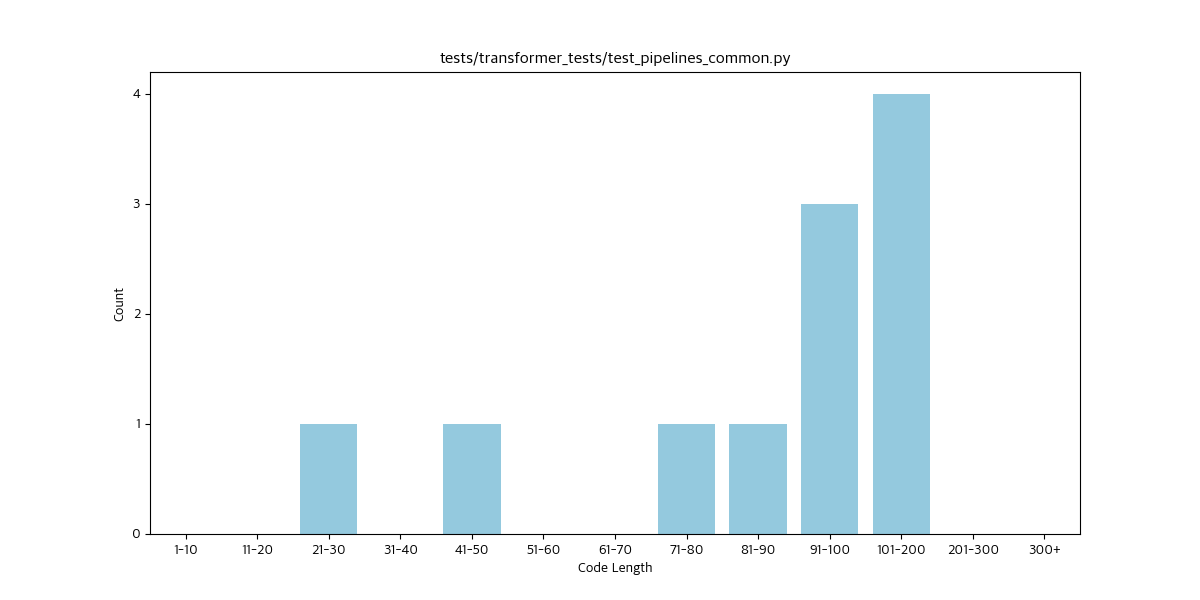 tests/transformer_tests/test_pipelines_common.py
4
3
2
1
0
Count
1-10 11-20 21-30 31-40 41-50 51-60 61-70 71-80 81-90 91-100 101-200 201-300 300+
Code Length